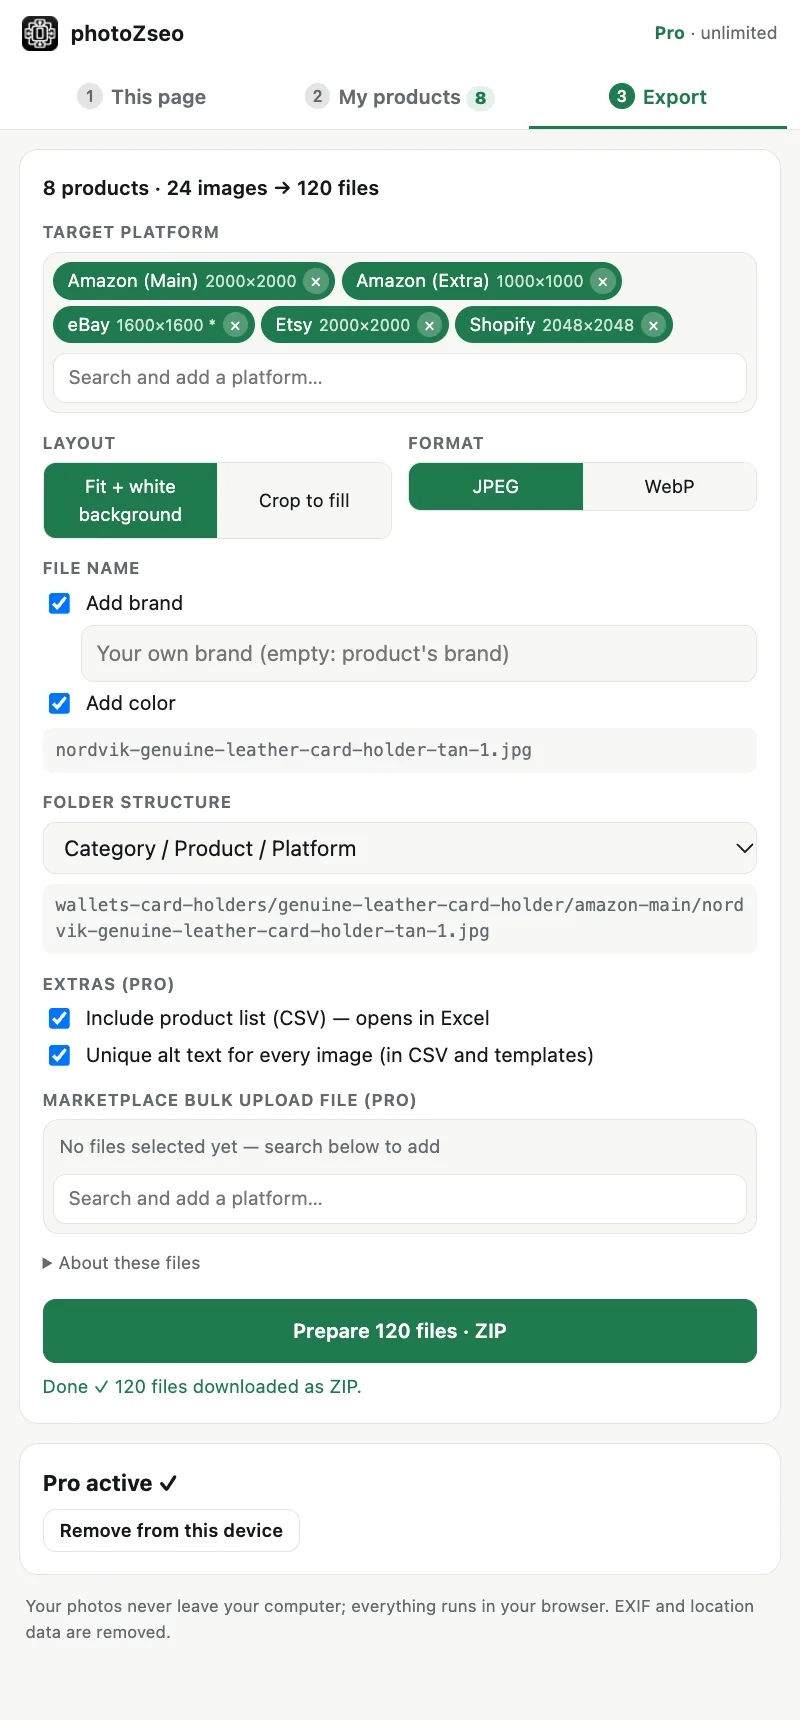 photoZseo
Pro · unlimited
1 This page
2 My products 8
3 Export
8 products · 24 images → 120 files
TARGET PLATFORM
Amazon (Main) 2000×2000 ×
Amazon (Extra) 1000×1000 ×
eBay 1600×1600 * ×
Etsy 2000×2000 ×
Shopify 2048×2048 ×
Search and add a platform...
LAYOUT
Fit + white
background
Crop to fill
FORMAT
JPEG
WebP
FILE NAME
Add brand
Your own brand (empty: product's brand)
Add color
nordvik-genuine-leather-card-holder-tan-1.jpg
FOLDER STRUCTURE
Category / Product / Platform
wallets-card-holders/genuine-leather-card-holder/amazon-main/nord
vik-genuine-leather-card-holder-tan-1.jpg
EXTRAS (PRO)
Include product list (CSV) — opens in Excel
Unique alt text for every image (in CSV and templates)
MARKETPLACE BULK UPLOAD FILE (PRO)
No files selected yet — search below to add
Search and add a platform...
▶ About these files
Prepare 120 files · ZIP
Done ✓ 120 files downloaded as ZIP.
Pro active ✓
Remove from this device
Your photos never leave your computer; everything runs in your browser. EXIF and location
data are removed.